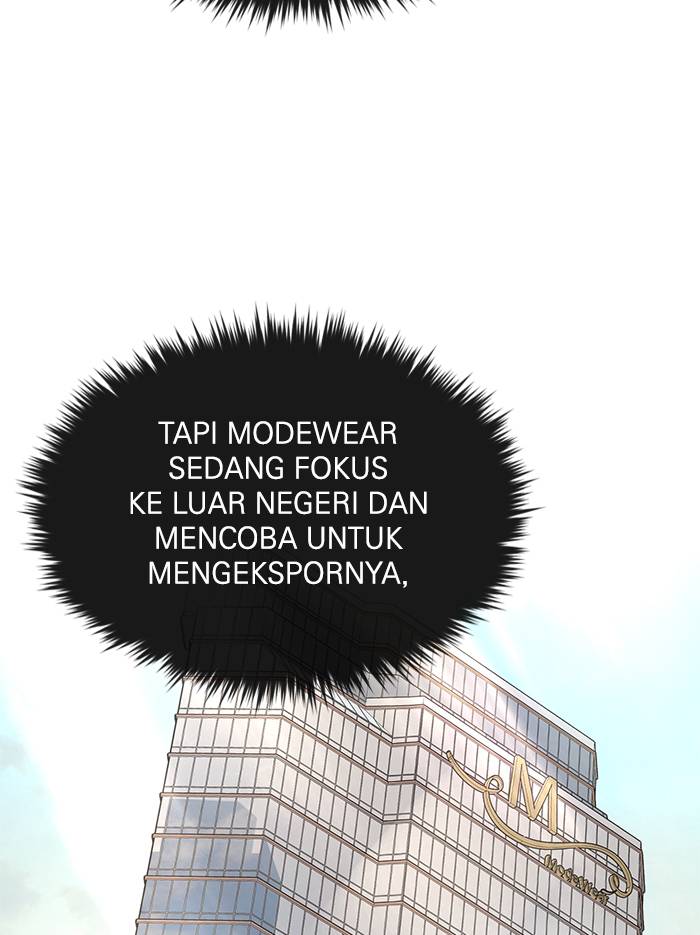 TAPI MODEWEAR
SEDANG FOKUS
KE LUAR NEGERI DAN
MENCOBA UNTUK
MENGEKSPORNYA,
M